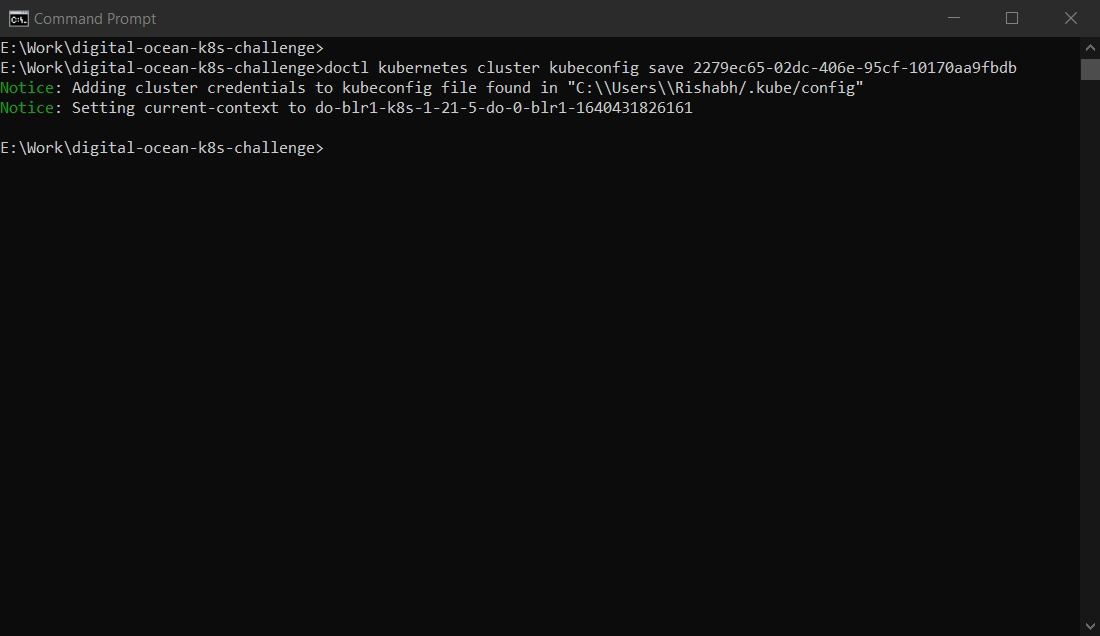 Command Prompt
E:\Work\digital-ocean-k8s-challenge>
E:\Work\digital-ocean-k8s-challenge>doctl kubernetes cluster kubeconfig save 2279ec65-02dc-406e-95cf-10170aa9fbdb
Notice: Adding cluster credentials to kubeconfig file found in "C:\\Users\\Rishabh/.kube/config"
Notice: Setting current-context to do-blr1-k8s-1-21-5-do-0-blr1-1640431826161
E:\Work\digital-ocean-k8s-challenge>